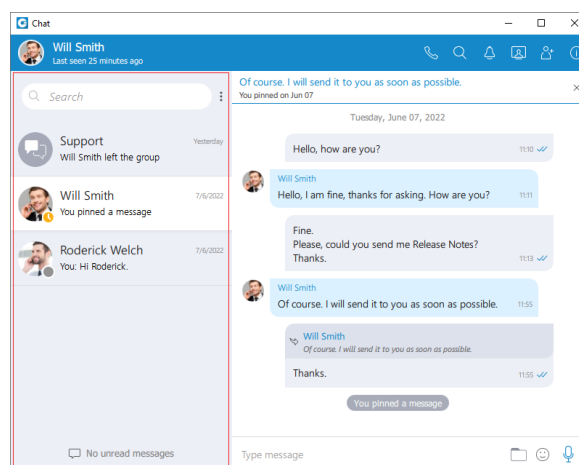 Chat
Will Smith
Last seen 25 minutes ago
Search
Support
Yesterday
Will Smith left the group
Will Smith
7/6/2022
You pinned a message
Roderick Welch
7/6/2022
You: Hi Roderick.
No unread messages
Of course. I will send it to you as soon as possible.
You pinned on Jun 07
Tuesday, June 07, 2022
Hello, how are you?
11:10
Will Smith
Hello, I am fine, thanks for asking. How are you?
11:11
Fine.
Please, could you send me Release Notes?
Thanks.
11:13
Will Smith
Of course. I will send it to you as soon as possible.
11:55
Will Smith
Of course. I will send it to you as soon as possible.
Thanks.
11:55
You pinned a message
Type message